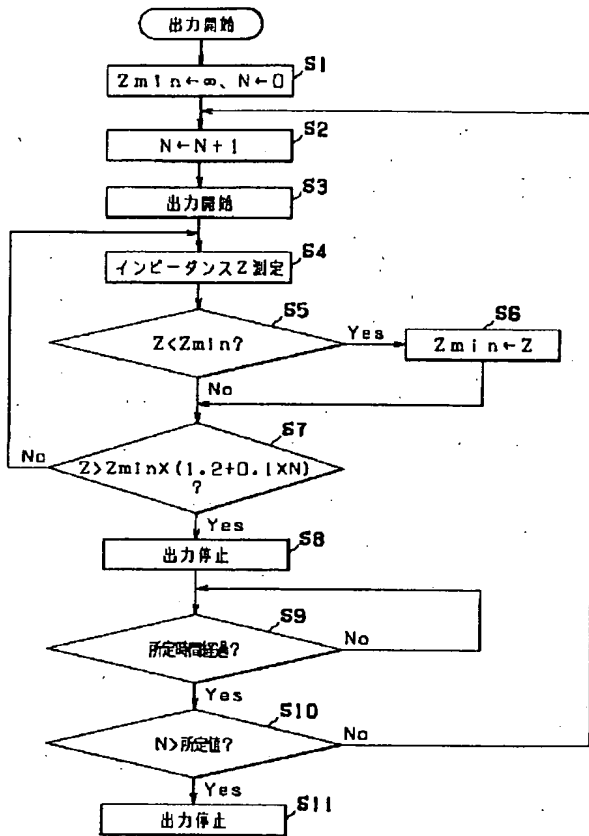 出力開始
S1
Zmin←∞、N←0
S2
N←N+1
S3
出力開始
S4
インピーダンスZ測定
S5
Z<Zmin?
Yes
S6
Zmin←Z
No
S7
No
Z>Zmin×(1.2+0.1×N)
?
Yes
S8
出力停止
S9
所定時間経過?
No
Yes
S10
N>所定値?
No
Yes
S11
出力停止